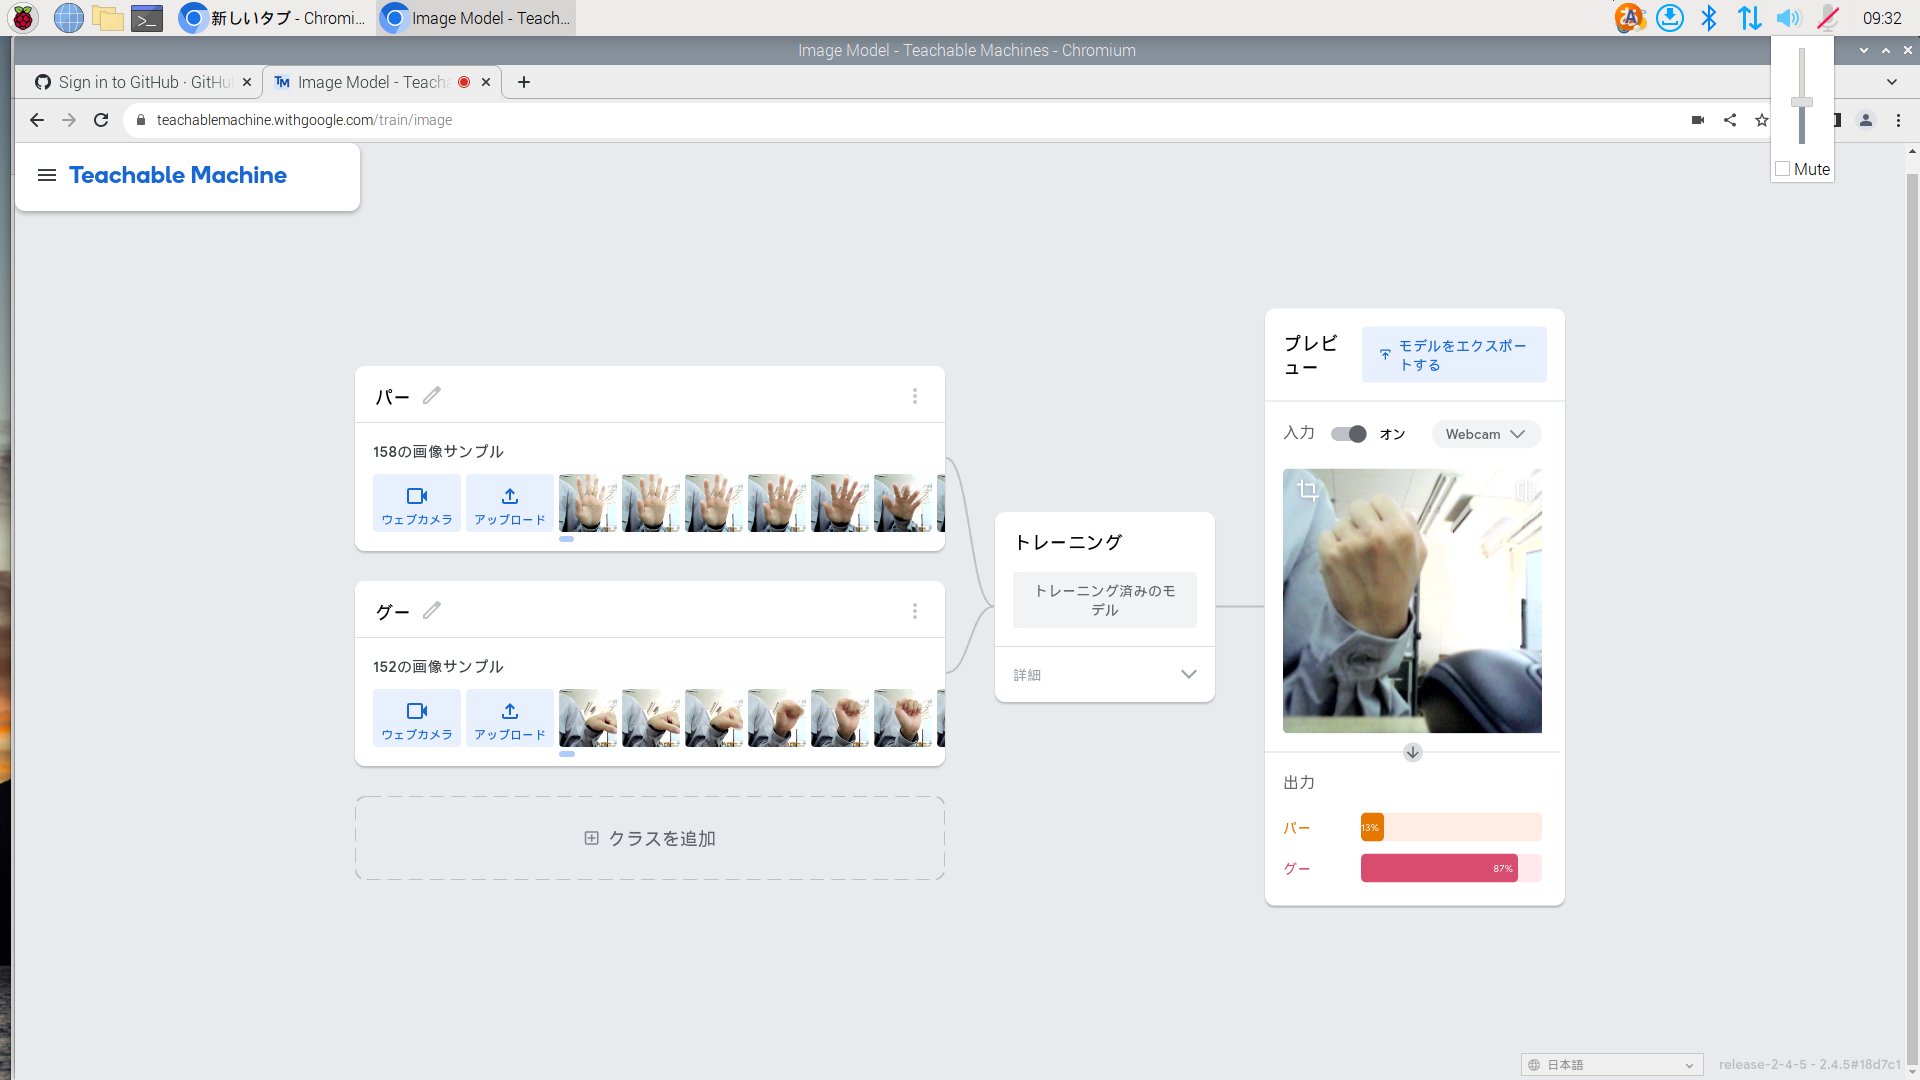 新しいタブ - Chromi...
Image Model - Teach...
09:32
Image Model - Teachable Machines - Chromium
Sign in to GitHub · GitHu
Image Model - Teach
teachablemachine.withgoogle.com/train/image
Mute
Teachable Machine
パー
158の画像サンプル
ウェブカメラ
アップロード
グー
152の画像サンプル
ウェブカメラ
アップロード
クラスを追加
トレーニング
トレーニング済みのモ
デル
詳細
プレビ
ュー
モデルをエクスポー
トする
入力
オン
Webcam
出力
パー
13%
グー
87%
日本語
release-2-4-5 - 2.4.5#18d7c1